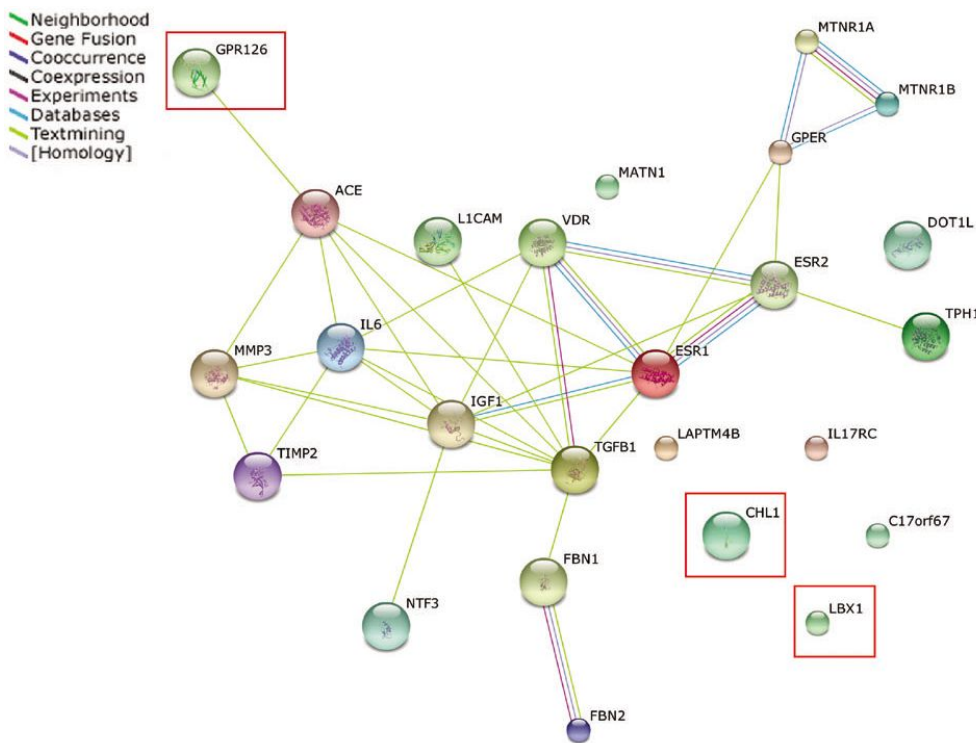 Neighborhood
Gene Fusion
Cooccurrence
Coexpression
Experiments
Databases
Textmining
[Homology]
GPR126
MTNR1A
MTNR1B
GPER
MATN1
ACE
L1CAM
VDR
DOT1L
ESR2
IL6
TPH1
MMP3
ESR1
IGF1
LAPTM4B
IL17RC
TIMP2
TGFB1
CHL1
C17orf67
FBN1
NTF3
LBX1
FBN2